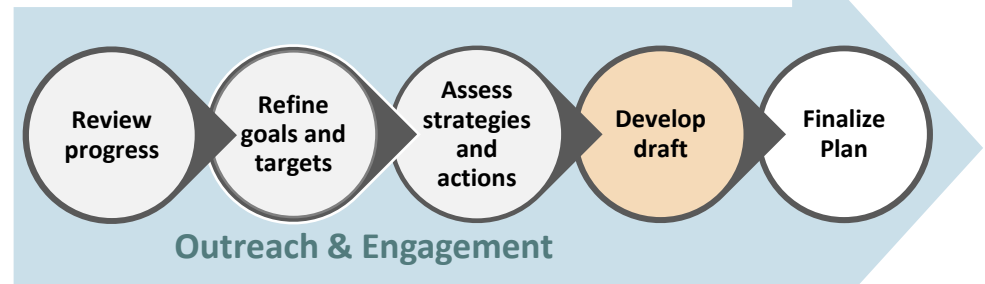 Review
progress
Refine
goals and
targets
Assess
strategies
and
actions
Develop
draft
Finalize
Plan
Outreach & Engagement